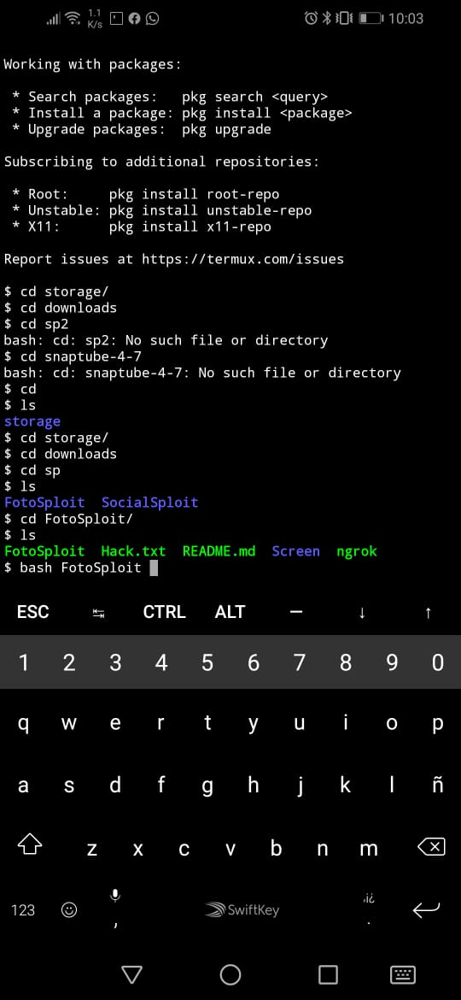 1.1
K/s
10:03
Working with packages:
* Search packages:   pkg search <query>
* Install a package: pkg install <package>
* Upgrade packages:  pkg upgrade
Subscribing to additional repositories:
* Root:     pkg install root-repo
* Unstable: pkg install unstable-repo
* X11:      pkg install x11-repo
Report issues at https://termux.com/issues
$ cd storage/
$ cd downloads
$ cd sp2
bash: cd: sp2: No such file or directory
$ cd snaptube-4-7
bash: cd: snaptube-4-7: No such file or directory
$ cd
$ ls
storage
$ cd storage/
$ cd downloads
$ cd sp
$ ls
FotoSploit  SocialSploit
$ cd FotoSploit/
$ ls
FotoSploit  Hack.txt  README.md  Screen  ngrok
$ bash FotoSploit
ESC ↹ CTRL ALT — ↓ ↑
1 2 3 4 5 6 7 8 9 0
q w e r t y u i o p
a s d f g h j k l ñ
z x c v b n m
123 , SwiftKey .